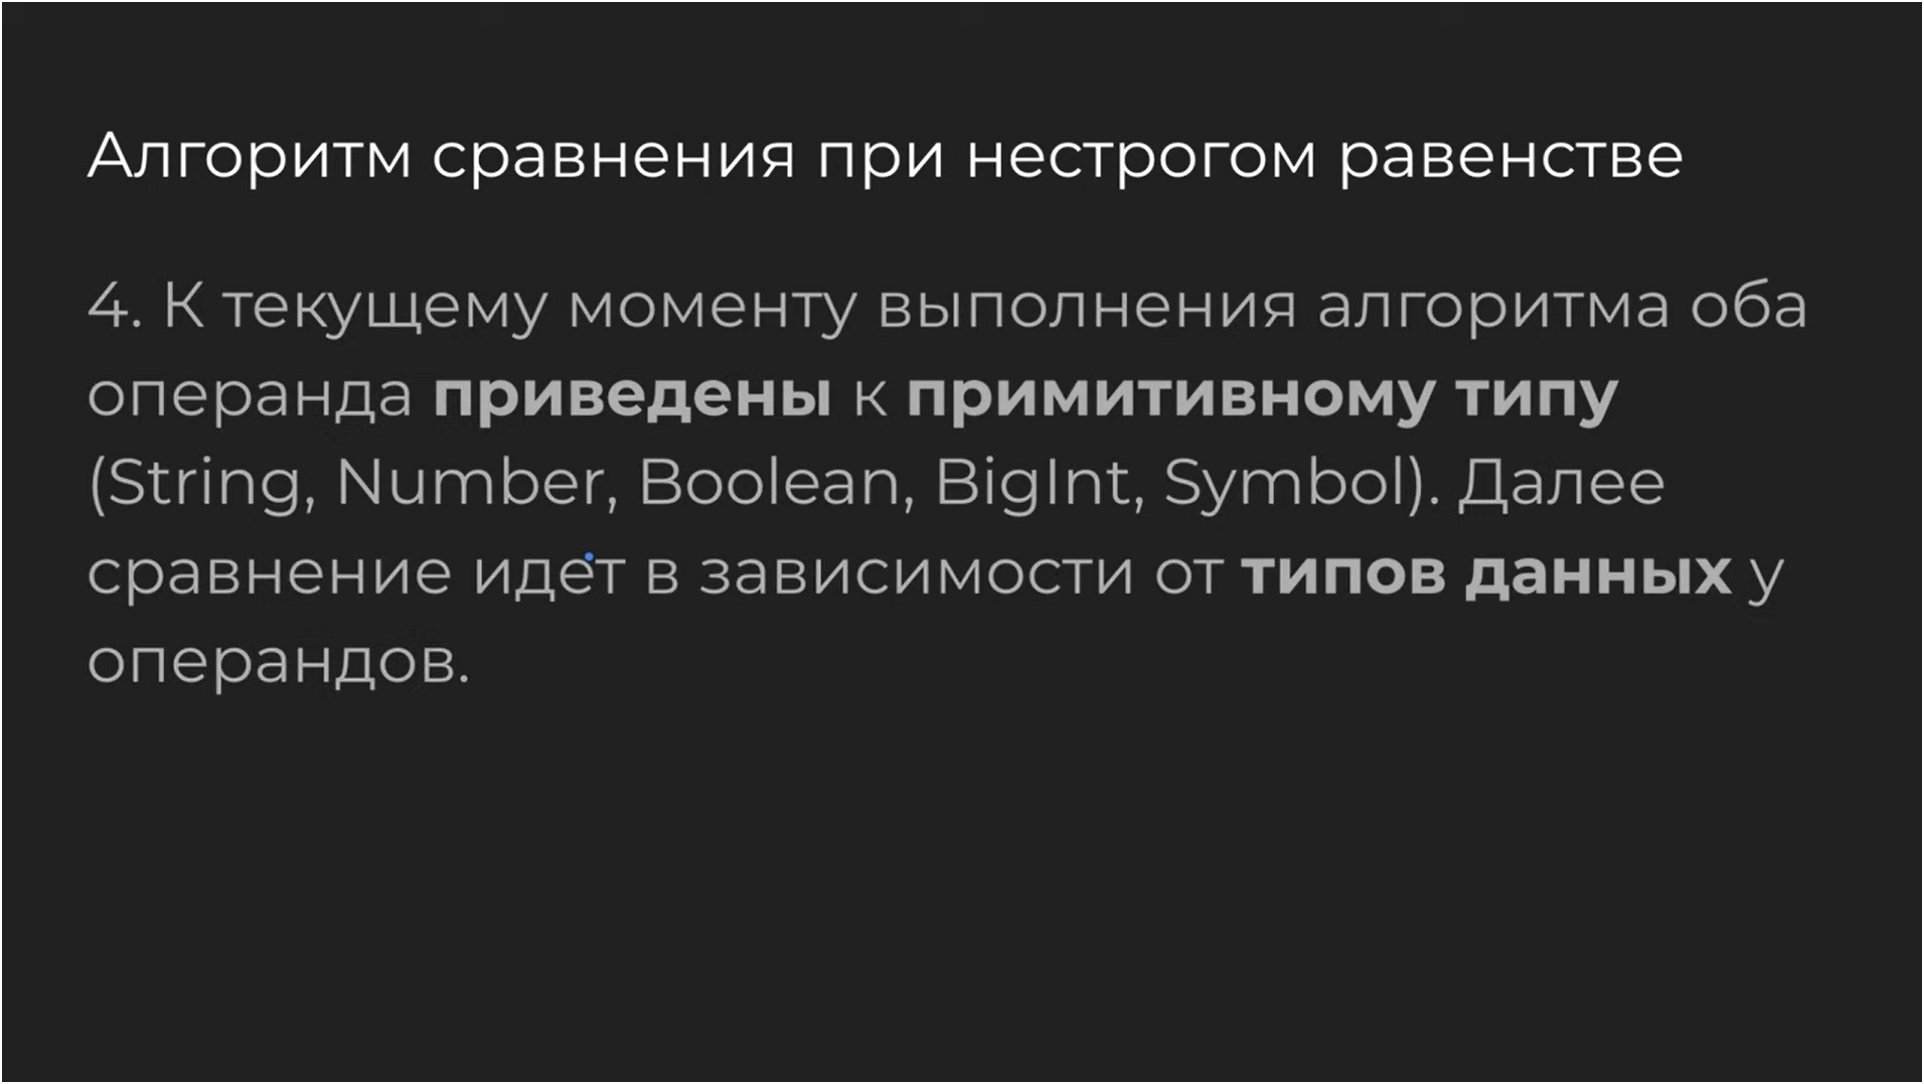 Алгоритм сравнения при нестрогом равенстве
4. К текущему моменту выполнения алгоритма оба
операнда приведены к примитивному типу
(String, Number, Boolean, BigInt, Symbol). Далее
сравнение идет в зависимости от типов данных у
операндов.